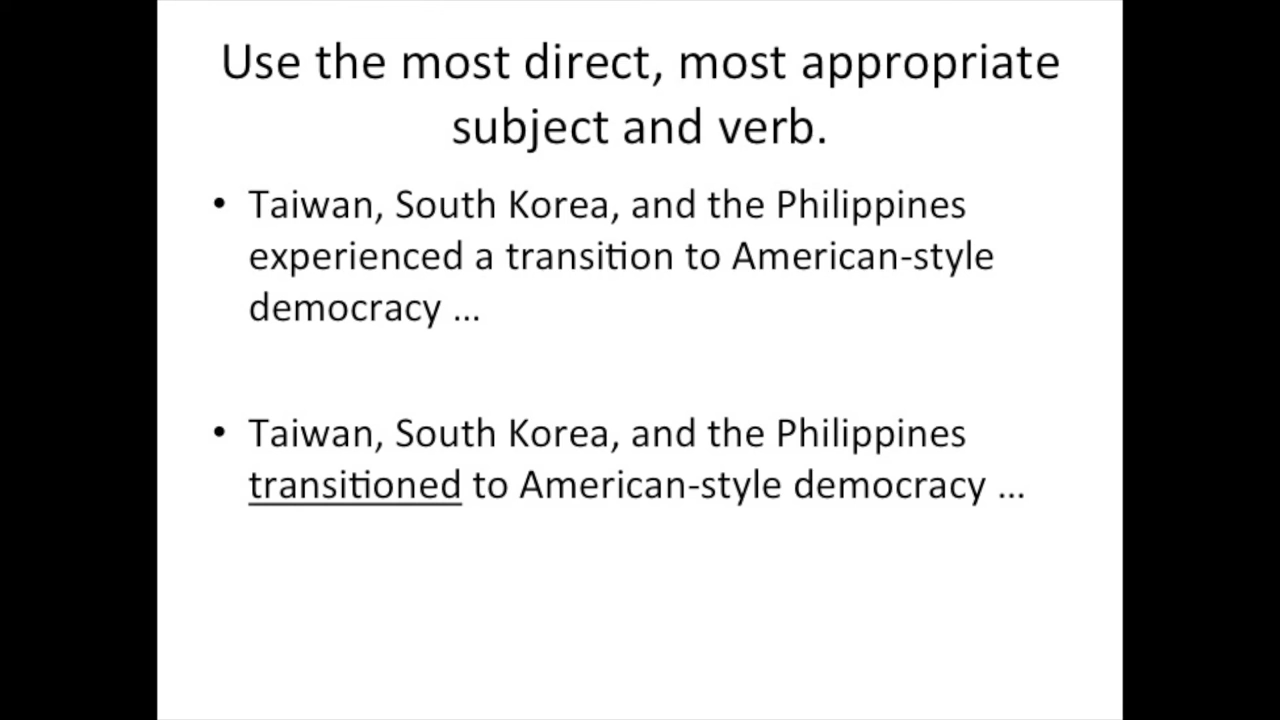 Use the most direct, most appropriate
subject and verb.
• Taiwan, South Korea, and the Philippines
experienced a transition to American-style
democracy ...
• Taiwan, South Korea, and the Philippines
transitioned to American-style democracy ...